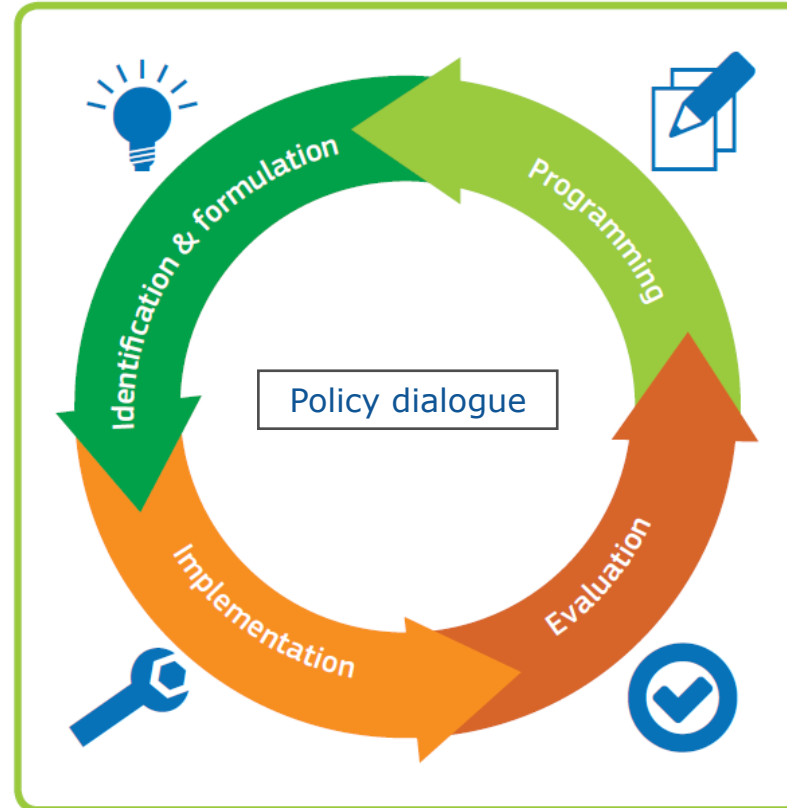 Programming
Identification & formulation
Policy dialogue
Implementation
Evaluation